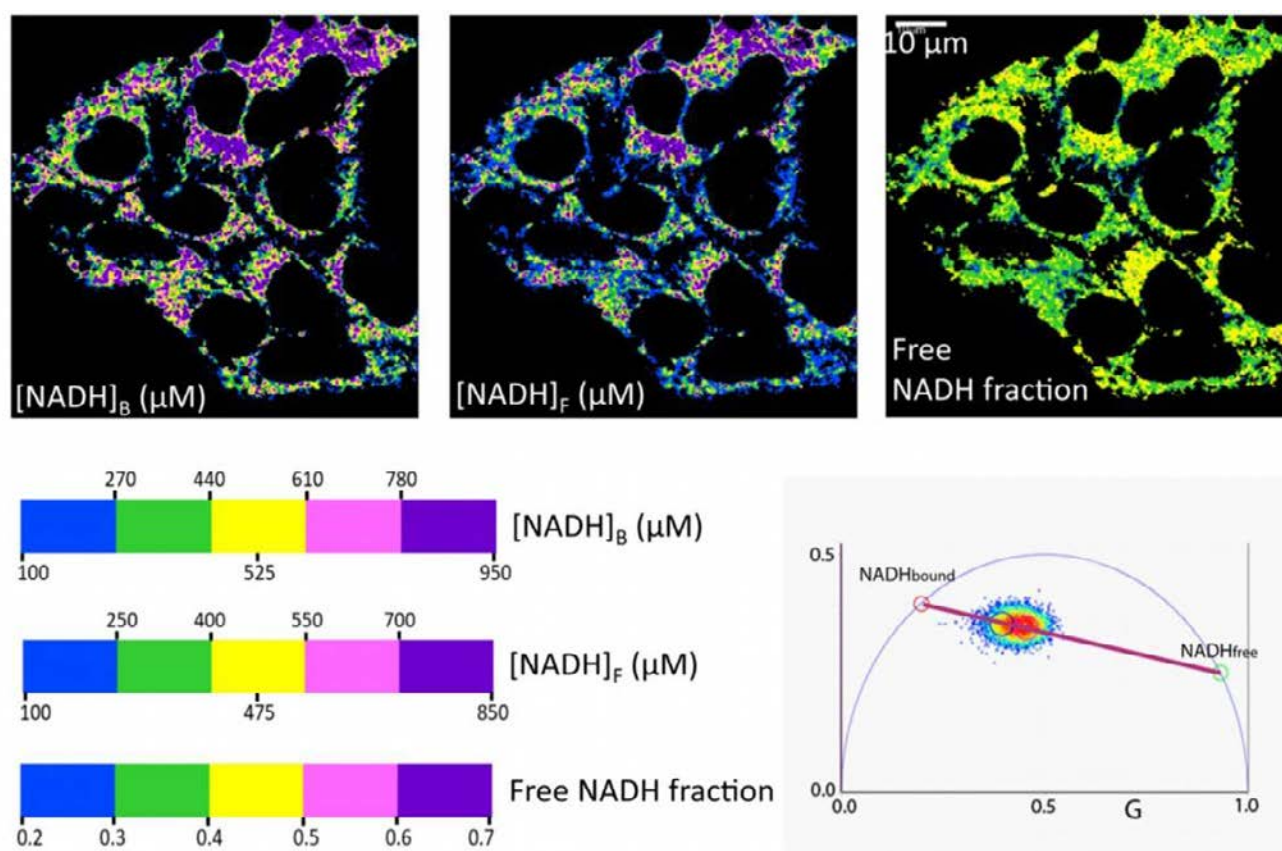 10 μm
[NADH]B (μM)
[NADH]F (μM)
Free
NADH fraction
270 440 610 780
[NADH]B (μM)
100 525 950
250 400 550 700
[NADH]F (μM)
100 475 850
Free NADH fraction
0.2 0.3 0.4 0.5 0.6 0.7
0.5
NADHbound
NADHfree
0.0
0.0 0.5 G 1.0